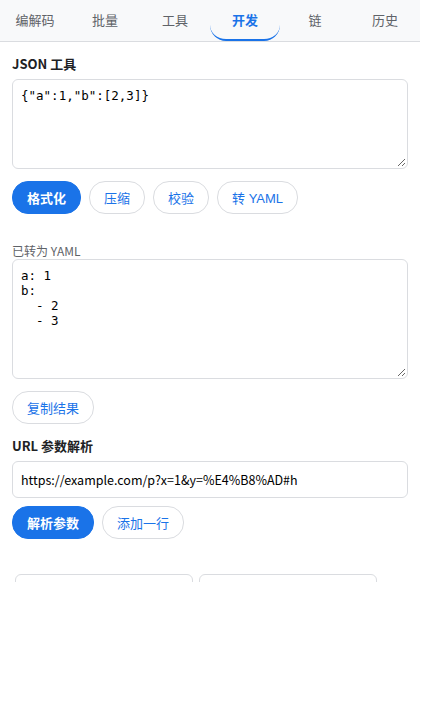 编解码 批量 工具 开发 链 历史
JSON 工具
{"a":1,"b":[2,3]}
格式化 压缩 校验 转 YAML
已转为 YAML
a: 1
b:
  - 2
  - 3
复制结果
URL 参数解析
https://example.com/p?x=1&y=%E4%B8%AD#h
解析参数 添加一行